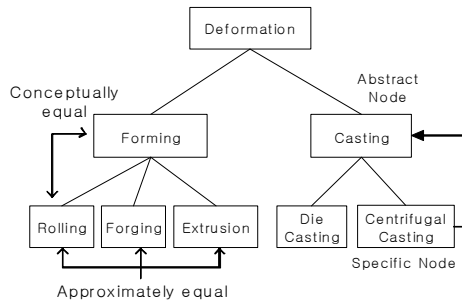 Deformation
Abstract
Node
Conceptually
equal
Forming
Casting
Rolling
Forging
Extrusion
Die
Casting
Centrifugal
Casting
Specific Node
Approximately equal